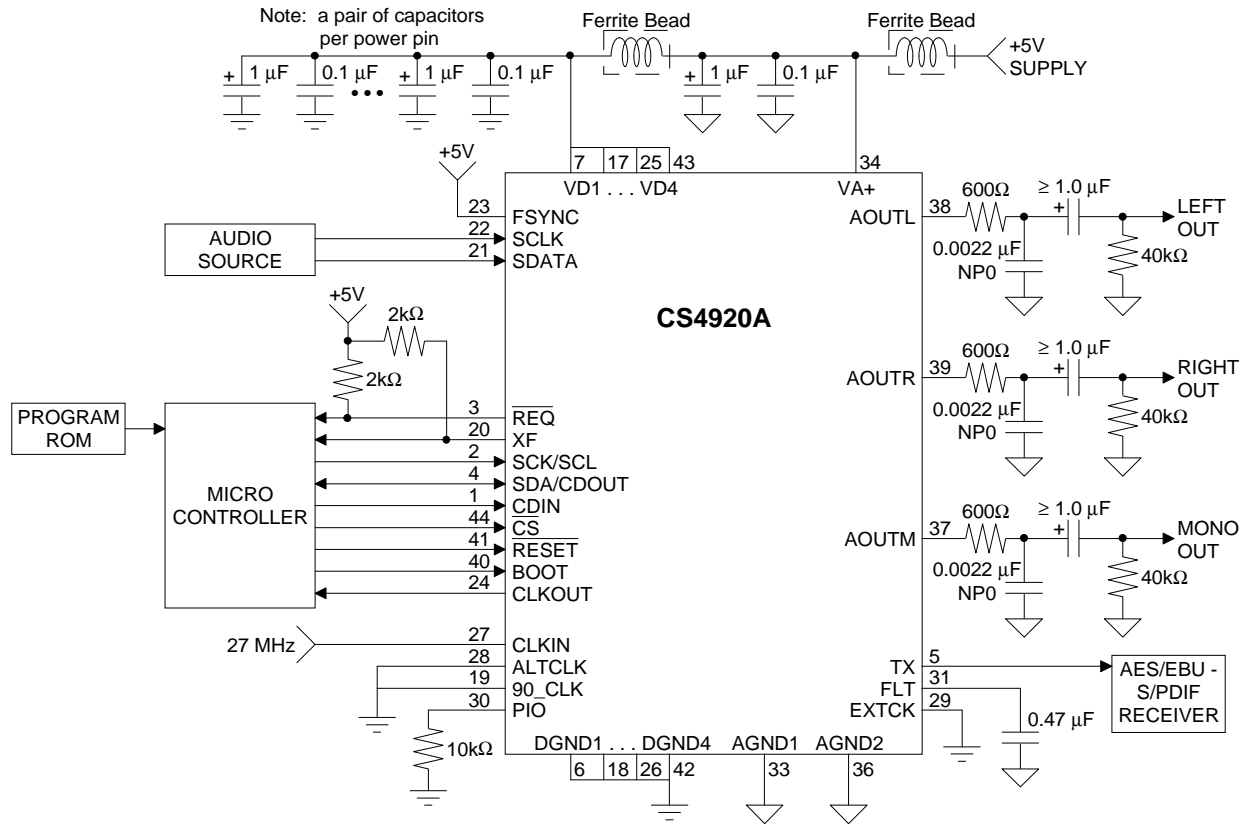 Note: a pair of capacitors
per power pin
Ferrite Bead
Ferrite Bead
+5V
SUPPLY
+ 1 μF
0.1 μF
•••
+ 1 μF
0.1 μF
+ 1 μF
0.1 μF
+5V
7 17 25 43
34
VD1 . . . VD4
VA+
23 FSYNC
22 SCLK
21 SDATA
AUDIO
SOURCE
CS4920A
+5V
2kΩ
2kΩ
PROGRAM
ROM
MICRO
CONTROLLER
3 REQ
20 XF
2 SCK/SCL
4 SDA/CDOUT
1 CDIN
44 CS
41 RESET
40 BOOT
24 CLKOUT
27 MHz
27 CLKIN
28 ALTCLK
19 90_CLK
30 PIO
10kΩ
DGND1 . . . DGND4
6 18 26 42
AGND1
33
AGND2
36
AOUTL 38
600Ω
≥ 1.0 μF
+
LEFT
OUT
0.0022 μF
NP0
40kΩ
AOUTR 39
600Ω
≥ 1.0 μF
+
RIGHT
OUT
0.0022 μF
NP0
40kΩ
AOUTM 37
600Ω
≥ 1.0 μF
+
MONO
OUT
0.0022 μF
NP0
40kΩ
TX 5
FLT 31
EXTCK 29
AES/EBU -
S/PDIF
RECEIVER
0.47 μF